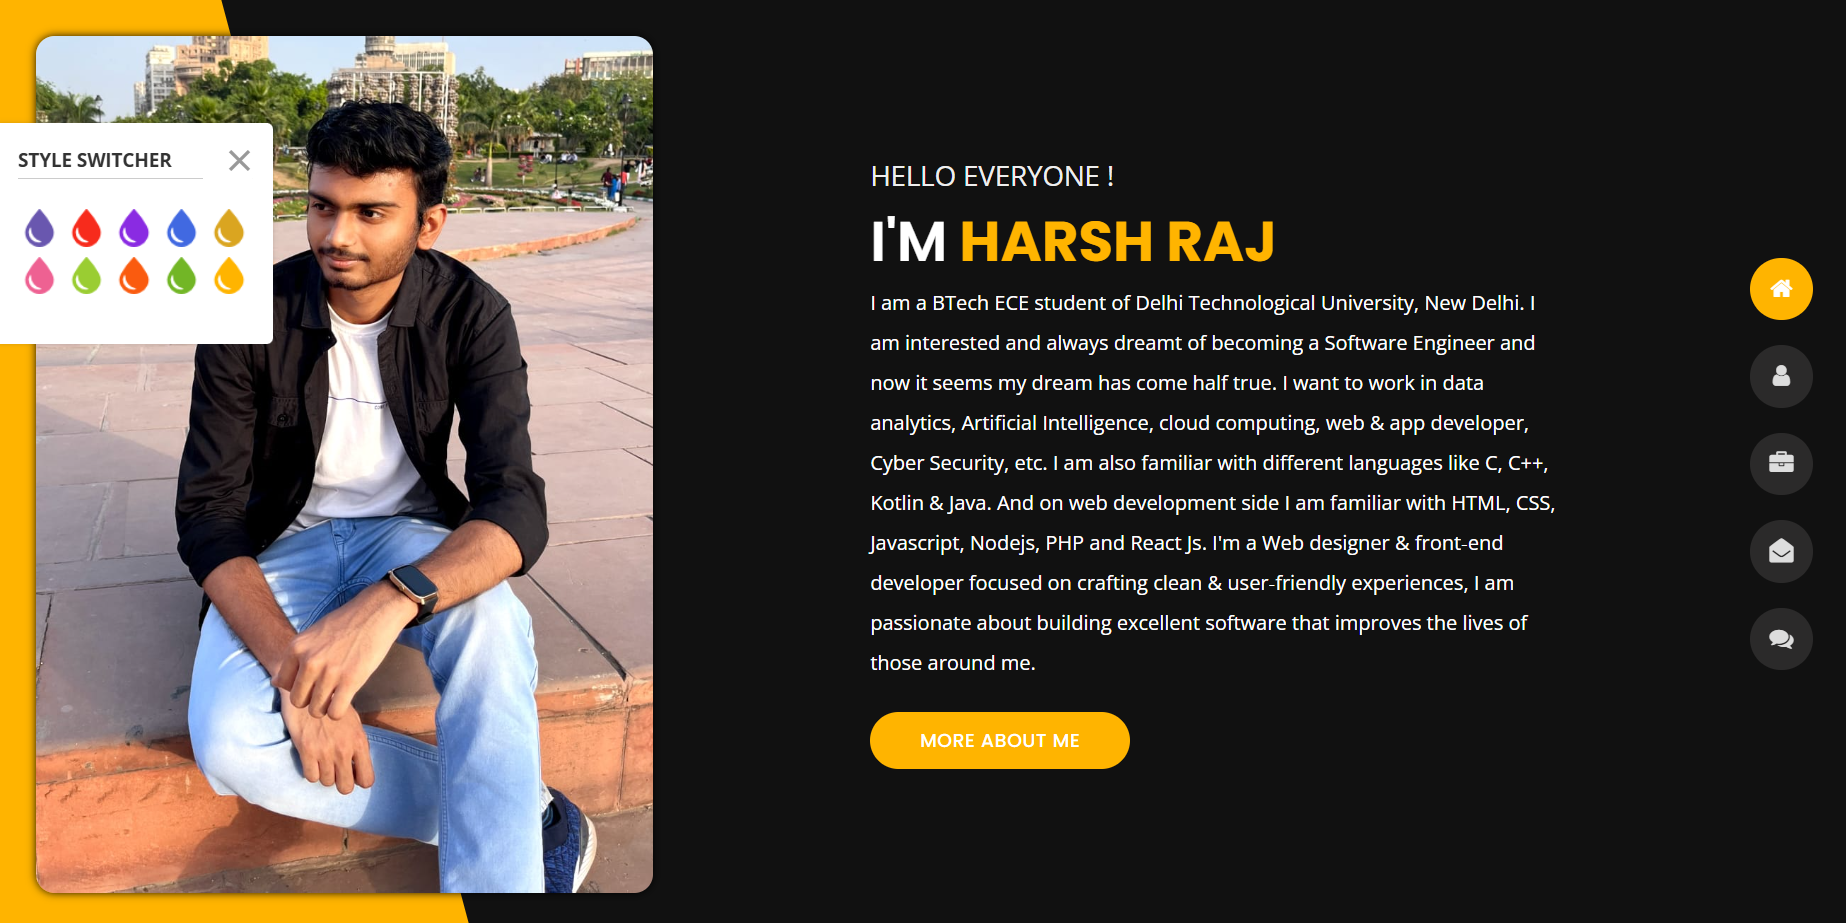 STYLE SWITCHER
HELLO EVERYONE !
I'M HARSH RAJ
I am a BTech ECE student of Delhi Technological University, New Delhi. I
am interested and always dreamt of becoming a Software Engineer and
now it seems my dream has come half true. I want to work in data
analytics, Artificial Intelligence, cloud computing, web & app developer,
Cyber Security, etc. I am also familiar with different languages like C, C++,
Kotlin & Java. And on web development side I am familiar with HTML, CSS,
Javascript, Nodejs, PHP and React Js. I'm a Web designer & front-end
developer focused on crafting clean & user-friendly experiences, I am
passionate about building excellent software that improves the lives of
those around me.
MORE ABOUT ME